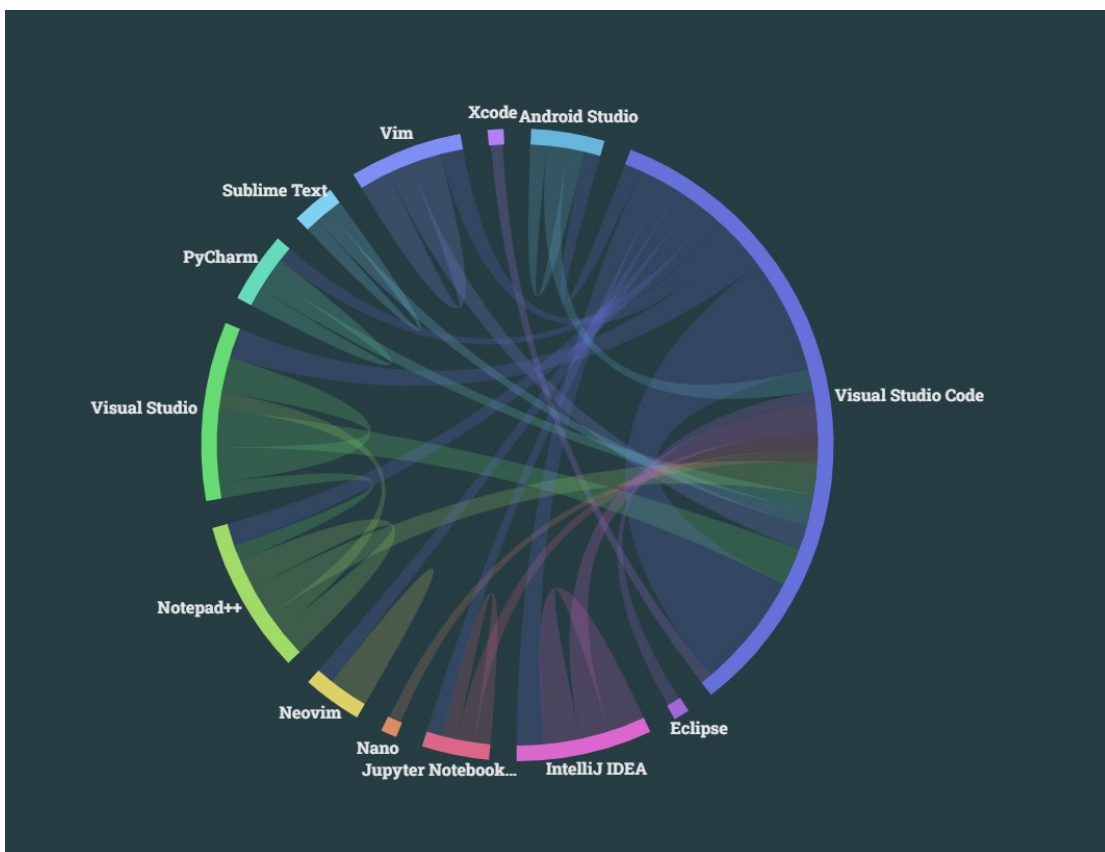 Xcode
Android Studio
Vim
Sublime Text
PyCharm
Visual Studio
Visual Studio Code
Notepad++
Neovim
Eclipse
Nano
Jupyter Notebook...
IntelliJ IDEA